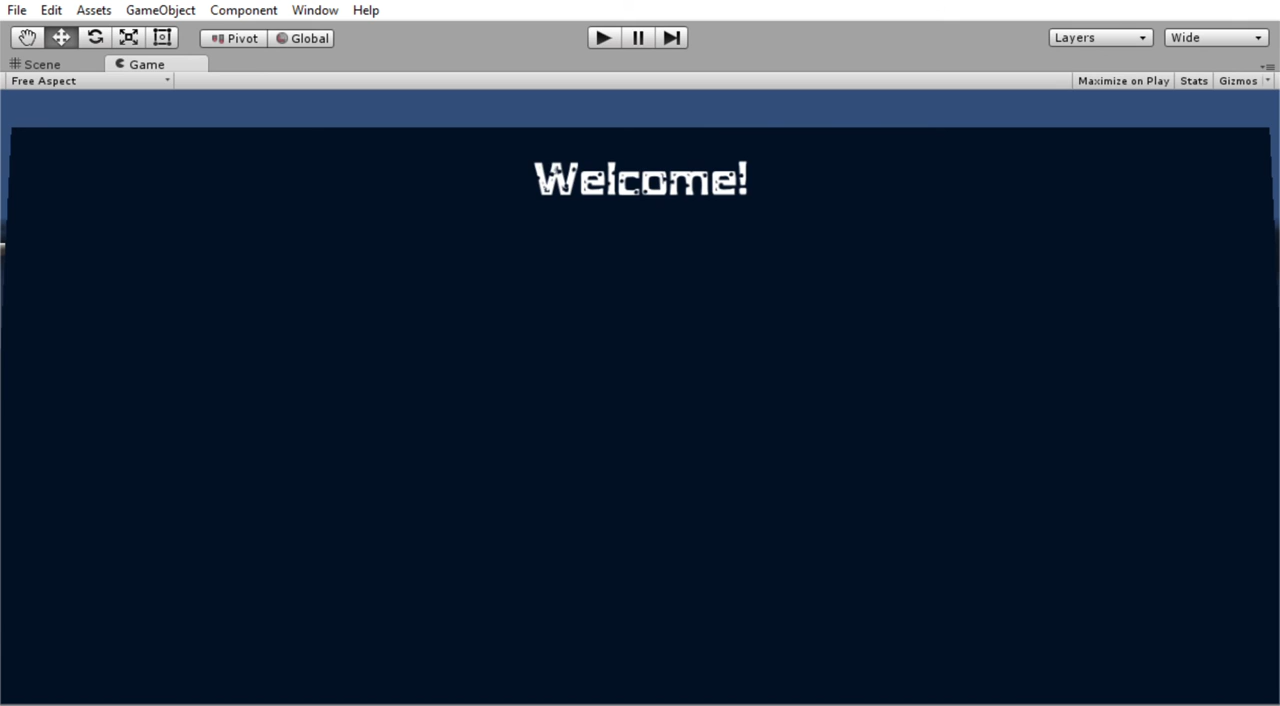 File Edit Assets GameObject Component Window Help
Pivot Global Layers Wide
Scene Game
Free Aspect Maximize on Play Stats Gizmos
Welcome!